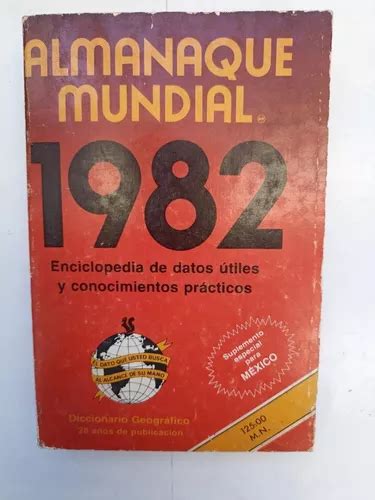 ALMANAQUE
MUNDIAL
1982
Enciclopedia de datos útiles
y conocimientos prácticos
EL DATO QUE USTED BUSCA
AL ALCANCE DE SU MANO
Suplemento
especial
para
MÉXICO
Diccionario Geográfico
28 años de publicación
125.00
M.N.